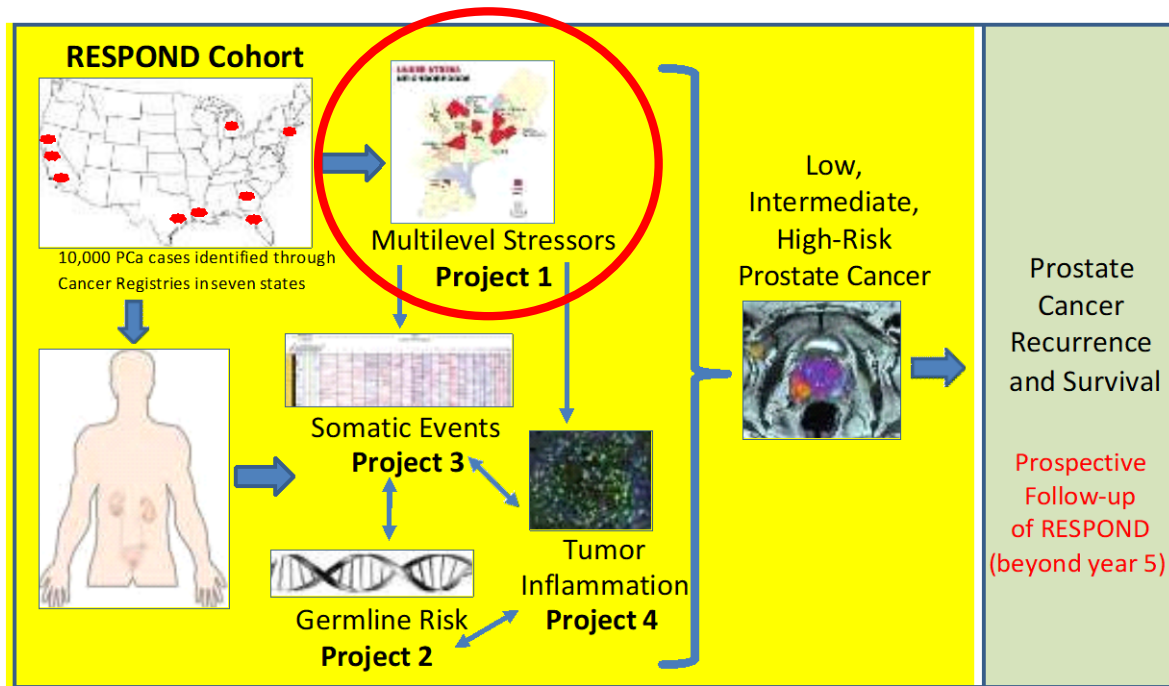 RESPOND Cohort
10,000 PCa cases identified through
Cancer Registries in seven states
Multilevel Stressors
Project 1
Somatic Events
Project 3
Germline Risk
Project 2
Tumor
Inflammation
Project 4
Low,
Intermediate,
High-Risk
Prostate Cancer
Prostate
Cancer
Recurrence
and Survival
Prospective
Follow-up
of RESPOND
(beyond year 5)